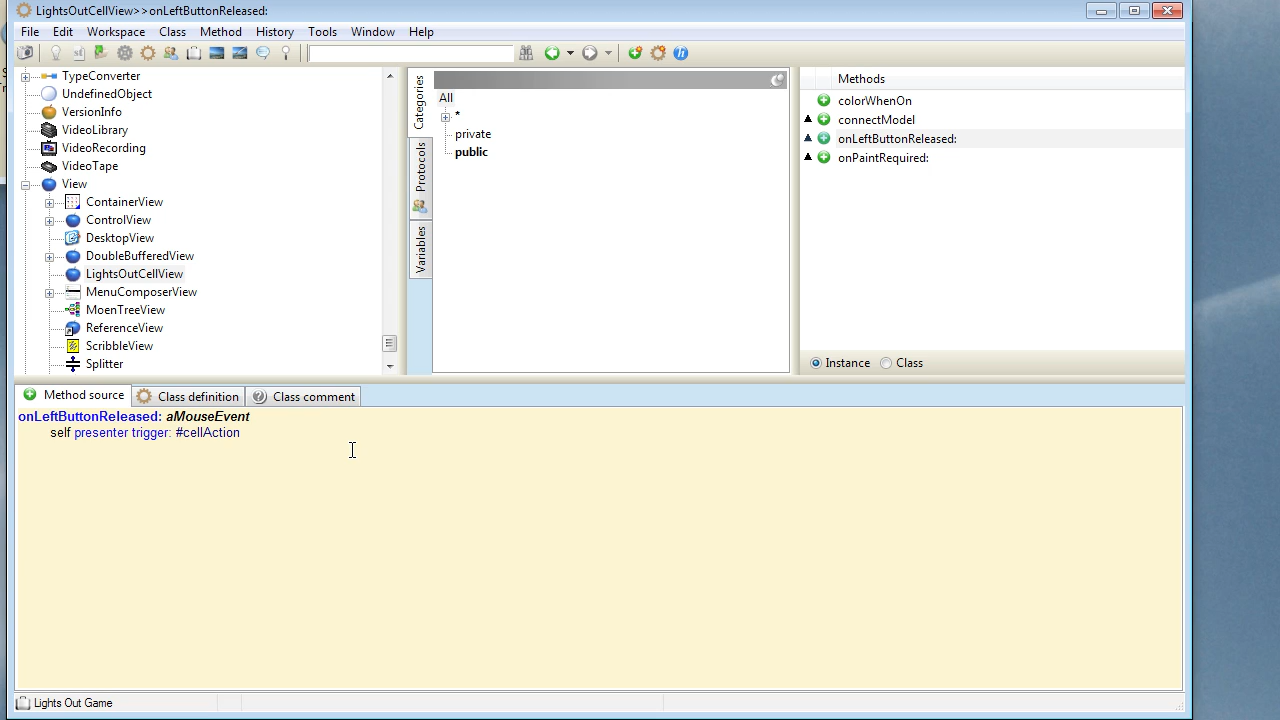 LightsOutCellView>>onLeftButtonReleased:
File Edit Workspace Class Method History Tools Window Help
TypeConverter
UndefinedObject
VersionInfo
VideoLibrary
VideoRecording
VideoTape
View
ContainerView
ControlView
DesktopView
DoubleBufferedView
LightsOutCellView
MenuComposerView
MoenTreeView
ReferenceView
ScribbleView
Splitter
Categories
Protocols
Variables
All
*
private
public
Methods
colorWhenOn
connectModel
onLeftButtonReleased:
onPaintRequired:
Instance Class
Method source Class definition Class comment
onLeftButtonReleased: aMouseEvent
self presenter trigger: #cellAction
Lights Out Game